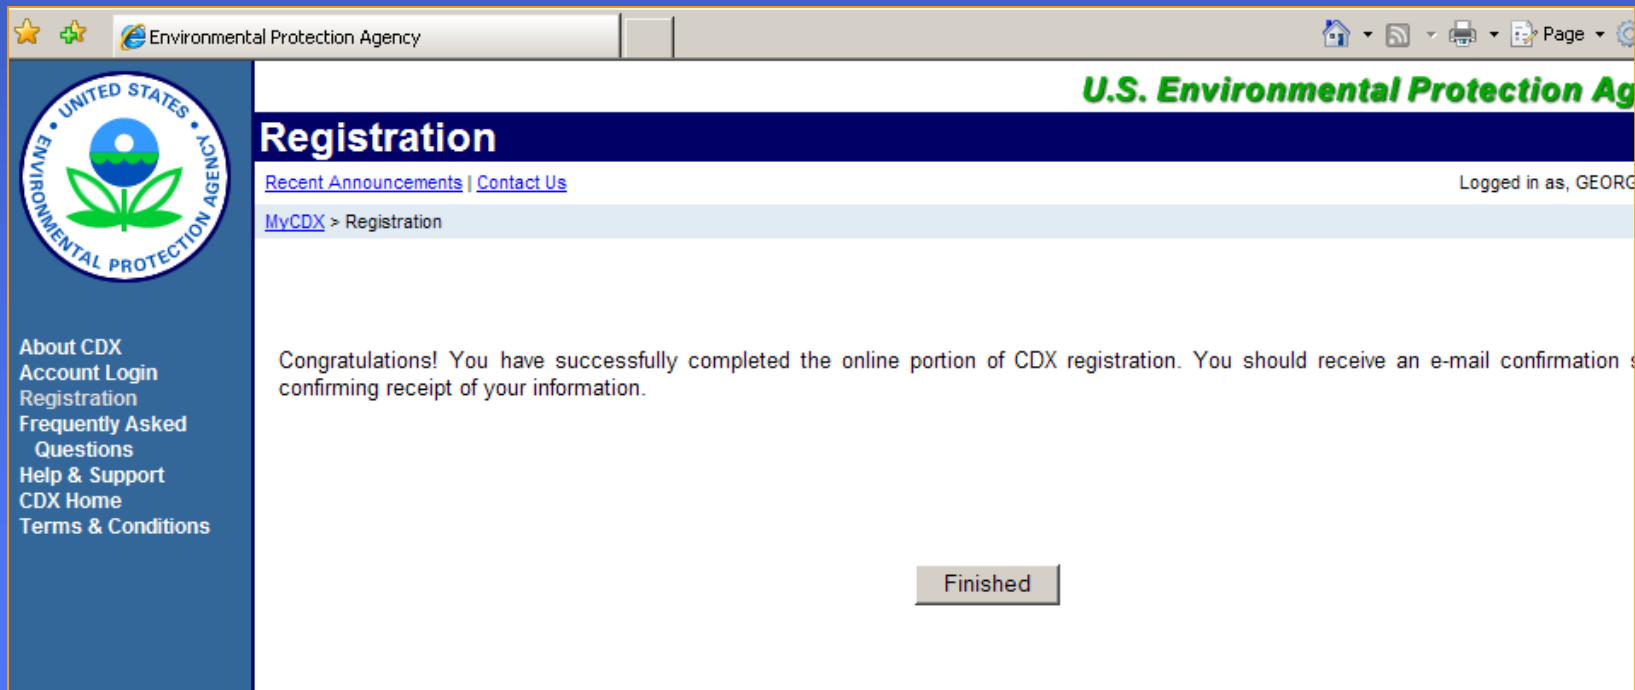 Environmental Protection Agency
Page
UNITED STATES • ENVIRONMENTAL PROTECTION AGENCY •
U.S. Environmental Protection Ag
Registration
Recent Announcements | Contact Us
Logged in as, GEORG
MyCDX > Registration
About CDX
Account Login
Registration
Frequently Asked
Questions
Help & Support
CDX Home
Terms & Conditions
Congratulations! You have successfully completed the online portion of CDX registration. You should receive an e-mail confirmation s
confirming receipt of your information.
Finished